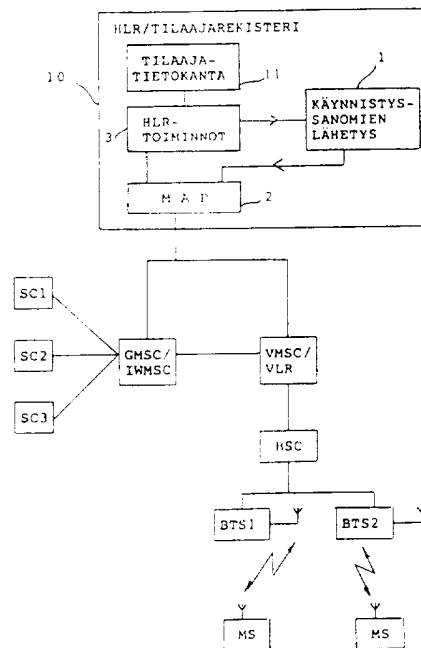 HLR/TILAAJAREKISTERI
10
TILAAJA-
TIETOKANTA
11
1
KÄYNNISTYS-
SANOMIEN
LÄHETYS
3
HLR-
TOIMINNOT
M A P
2
SC1
SC2
SC3
GMSC/
IWMSC
VMSC/
VLR
BSC
BTS1
BTS2
MS
MS